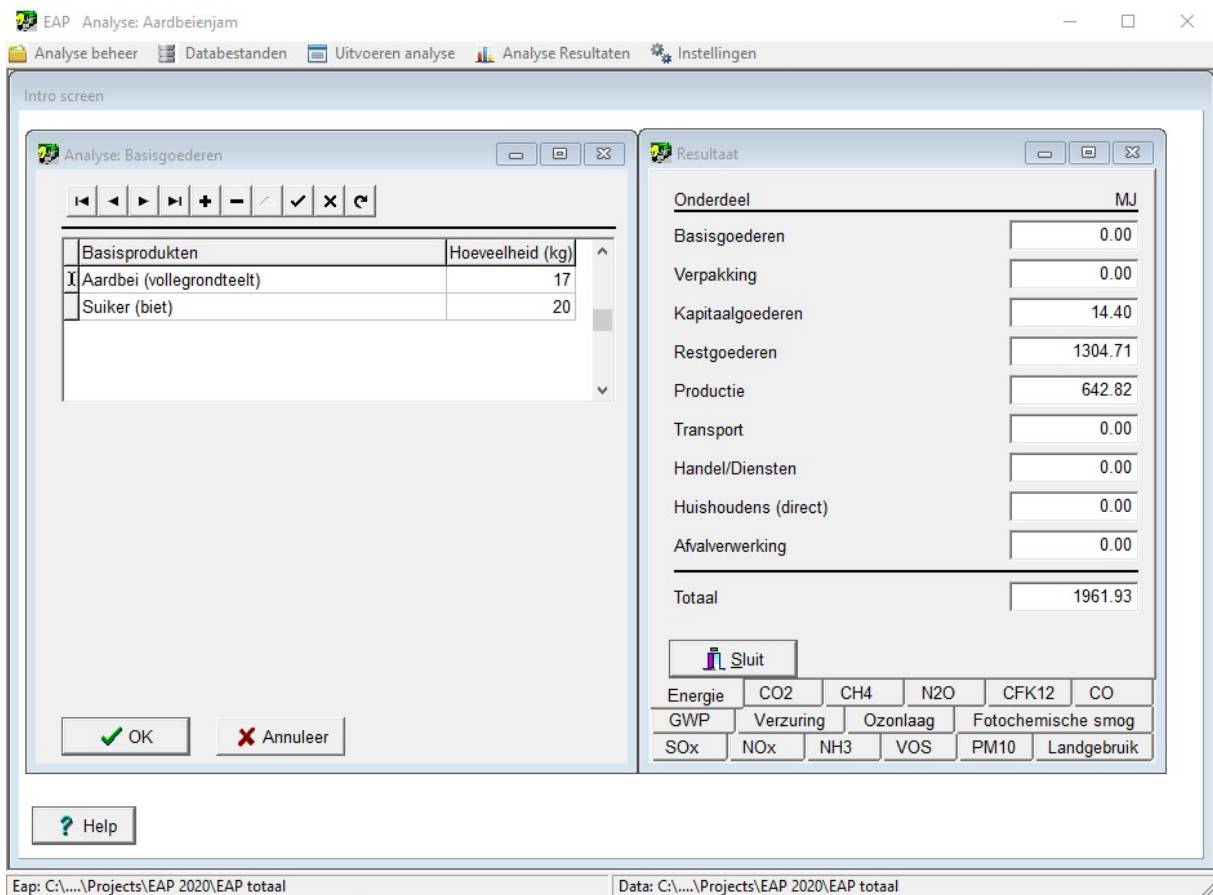 EAP Analyse: Aardbeienjam
Analyse beheer Databestanden Uitvoeren analyse Analyse Resultaten Instellingen
Intro screen
Analyse: Basisgoederen
Basisprodukten Hoeveelheid (kg)
Aardbei (vollegrondteelt) 17
Suiker (biet) 20
OK Annuleer
Resultaat
Onderdeel MJ
Basisgoederen 0.00
Verpakking 0.00
Kapitaalgoederen 14.40
Restgoederen 1304.71
Productie 642.82
Transport 0.00
Handel/Diensten 0.00
Huishoudens (direct) 0.00
Afvalverwerking 0.00
Totaal 1961.93
Sluit
Energie CO2 CH4 N2O CFK12 CO
GWP Verzuring Ozonlaag Fotochemische smog
SOx NOx NH3 VOS PM10 Landgebruik
Help
Eap: C:\....\Projects\EAP 2020\EAP totaal Data: C:\....\Projects\EAP 2020\EAP totaal